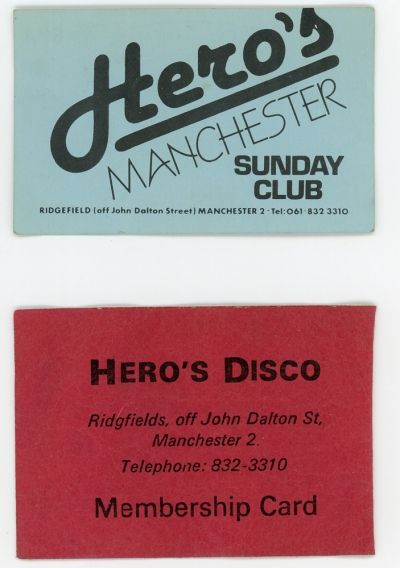 Hero's
MANCHESTER
SUNDAY
CLUB
RIDGEFIELD (off John Dalton Street) MANCHESTER 2 · Tel: 061-832 3310
HERO'S DISCO
Ridgfields, off John Dalton St,
Manchester 2.
Telephone: 832-3310
Membership Card